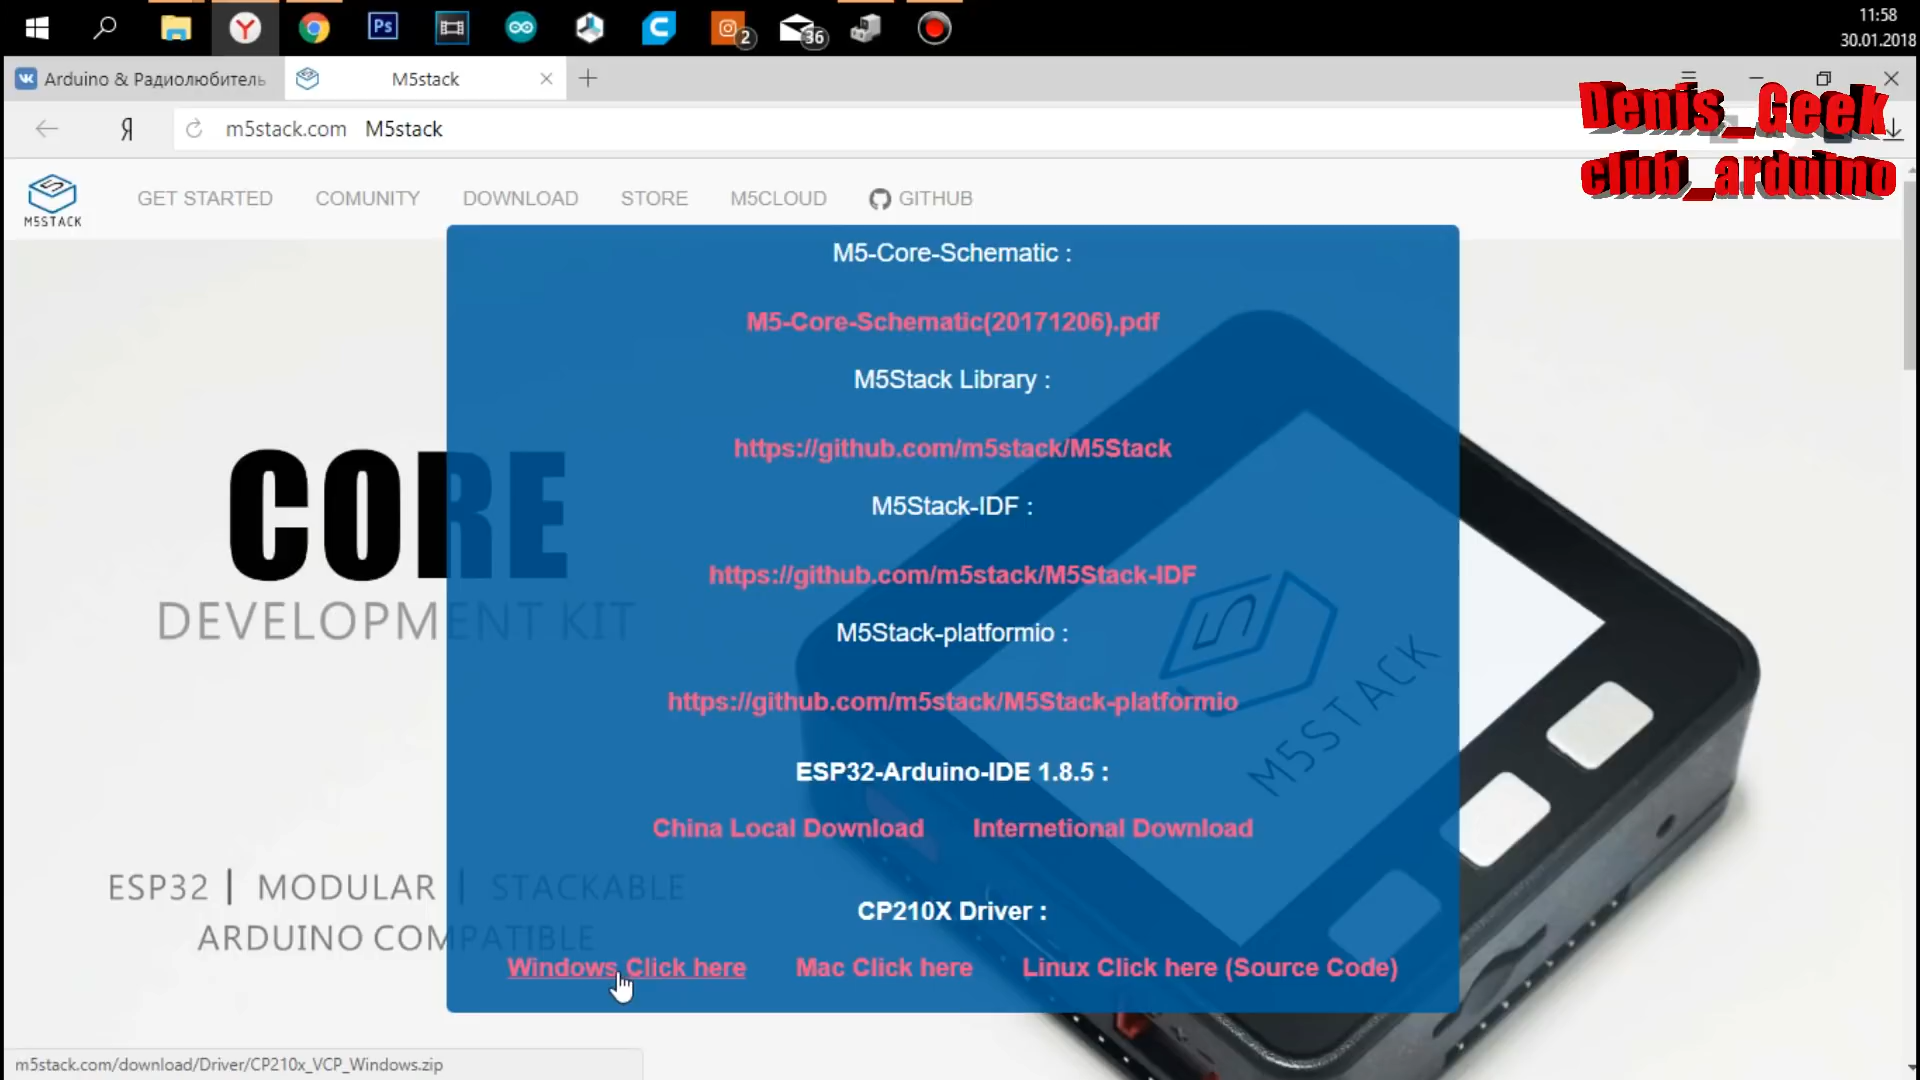 11:58
30.01.2018
Ps
2
36
Arduino & Радиолюбитель
M5stack
Я
m5stack.com M5stack
Denis_Geek
club_arduino
M5STACK
GET STARTED
COMUNITY
DOWNLOAD
STORE
M5CLOUD
GITHUB
M5-Core-Schematic :
M5-Core-Schematic(20171206).pdf
M5Stack Library :
https://github.com/m5stack/M5Stack
M5Stack-IDF :
https://github.com/m5stack/M5Stack-IDF
M5Stack-platformio :
https://github.com/m5stack/M5Stack-platformio
ESP32-Arduino-IDE 1.8.5 :
China Local Download
Internetional Download
CP210X Driver :
Windows Click here
Mac Click here
Linux Click here (Source Code)
CORE
DEVELOPMENT KIT
ESP32 | MODULAR | STACKABLE
ARDUINO COMPATIBLE
M5STACK
m5stack.com/download/Driver/CP210x_VCP_Windows.zip